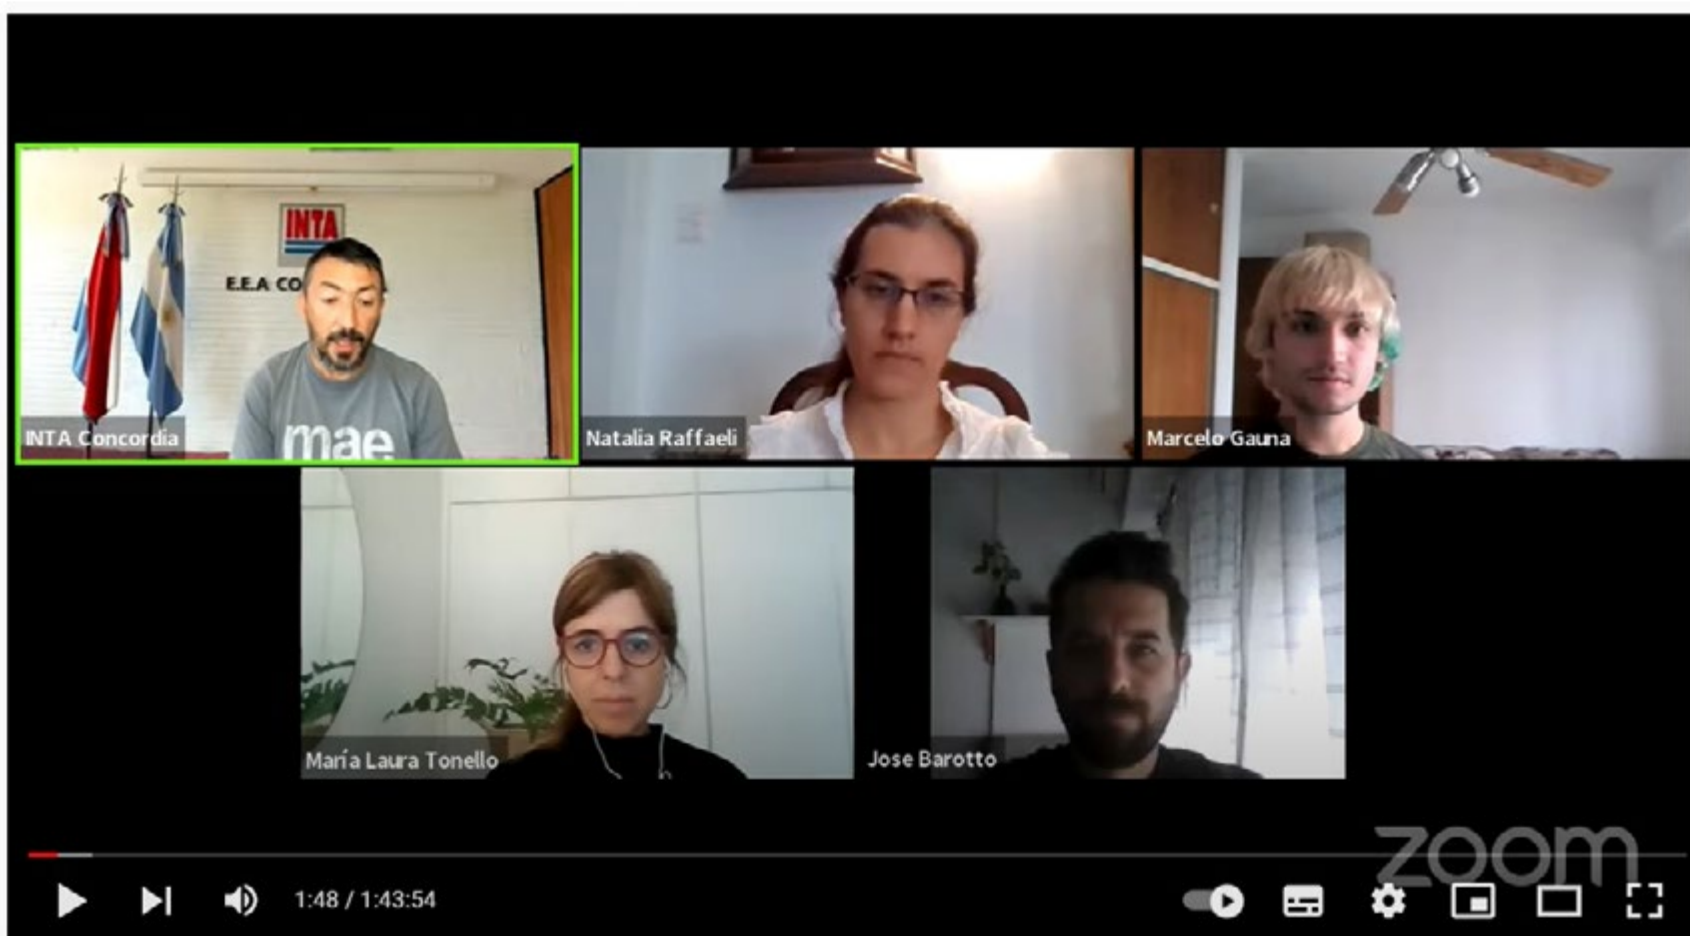 INTA
E.E.A CO
mae
INTA Concordia
Natalia Raffaeli
Marcelo Gauna
María Laura Tonello
Jose Barotto
zoom
1:48 / 1:43:54